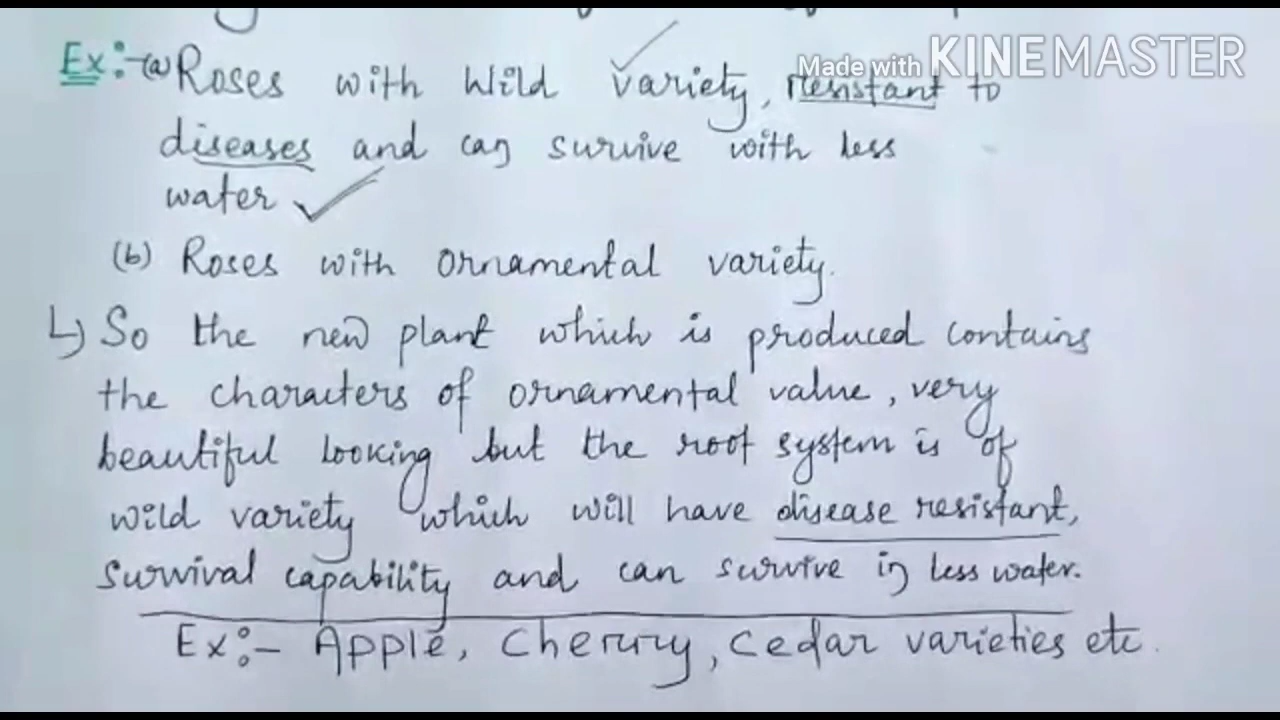 Made with KINEMASTER
Ex:- (a) Roses with Wild variety, resistant to
diseases and can survive with less
water
(b) Roses with ornamental variety.
↳ So the new plant which is produced contains
the characters of ornamental value, very
beautiful looking but the root system is of
wild variety which will have disease resistant,
survival capability and can survive in less water.
Ex:- Apple, Cherry, Cedar varieties etc.